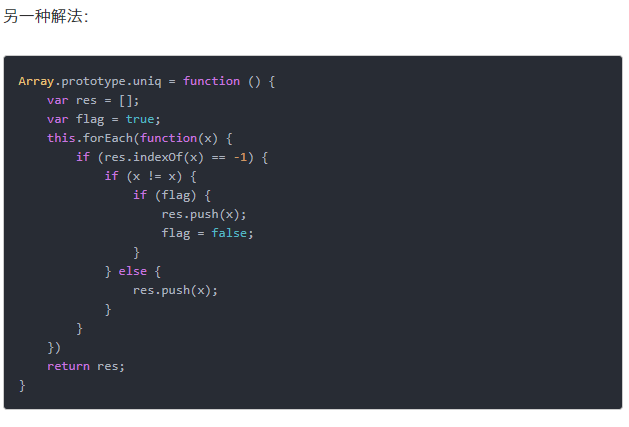 另一种解法:
Array.prototype.uniq = function () {
    var res = [];
    var flag = true;
    this.forEach(function(x) {
        if (res.indexOf(x) == -1) {
            if (x != x) {
                if (flag) {
                    res.push(x);
                    flag = false;
                }
            } else {
                res.push(x);
            }
        }
    })
    return res;
}